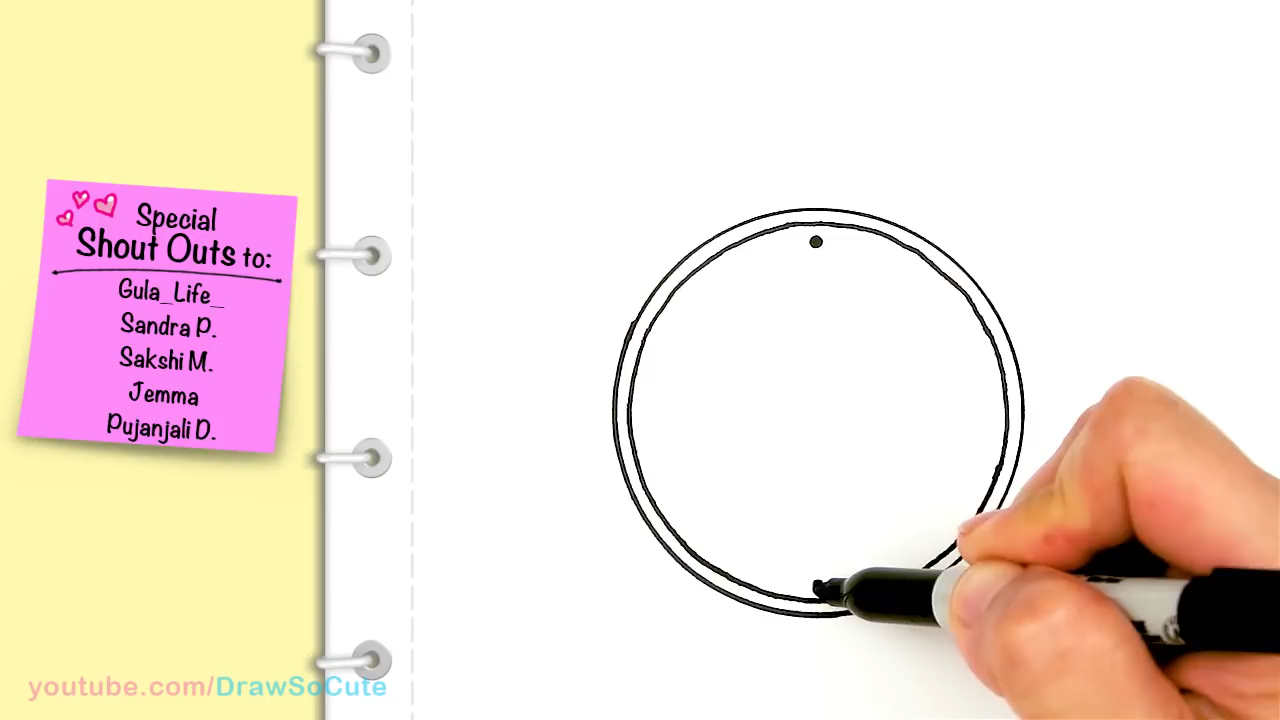 Special
Shout Outs to:
Gula_Life_
Sandra P.
Sakshi M.
Jemma
Pujanjali D.
youtube.com/DrawSoCute